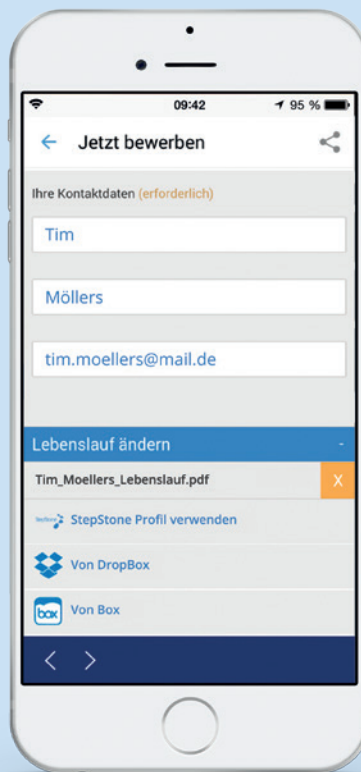 09:42
95 %
Jetzt bewerben
Ihre Kontaktdaten (erforderlich)
Tim
Möllers
tim.moellers@mail.de
Lebenslauf ändern -
Tim_Moellers_Lebenslauf.pdf X
StepStone StepStone Profil verwenden
Von DropBox
box Von Box